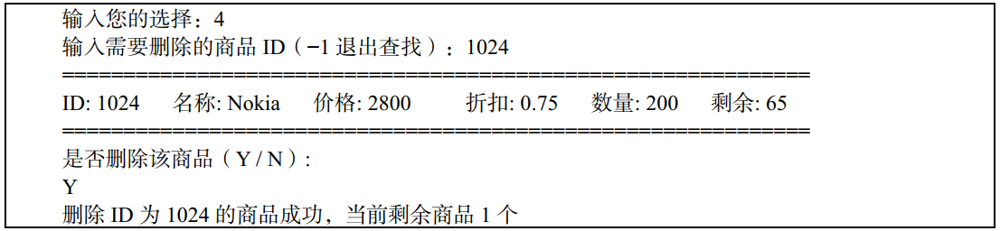 输入您的选择：4
输入需要删除的商品 ID（−1 退出查找）：1024
==============================================================
ID: 1024 名称: Nokia 价格: 2800 折扣: 0.75 数量: 200 剩余: 65
==============================================================
是否删除该商品（Y / N）:
Y
删除 ID 为 1024 的商品成功，当前剩余商品 1 个